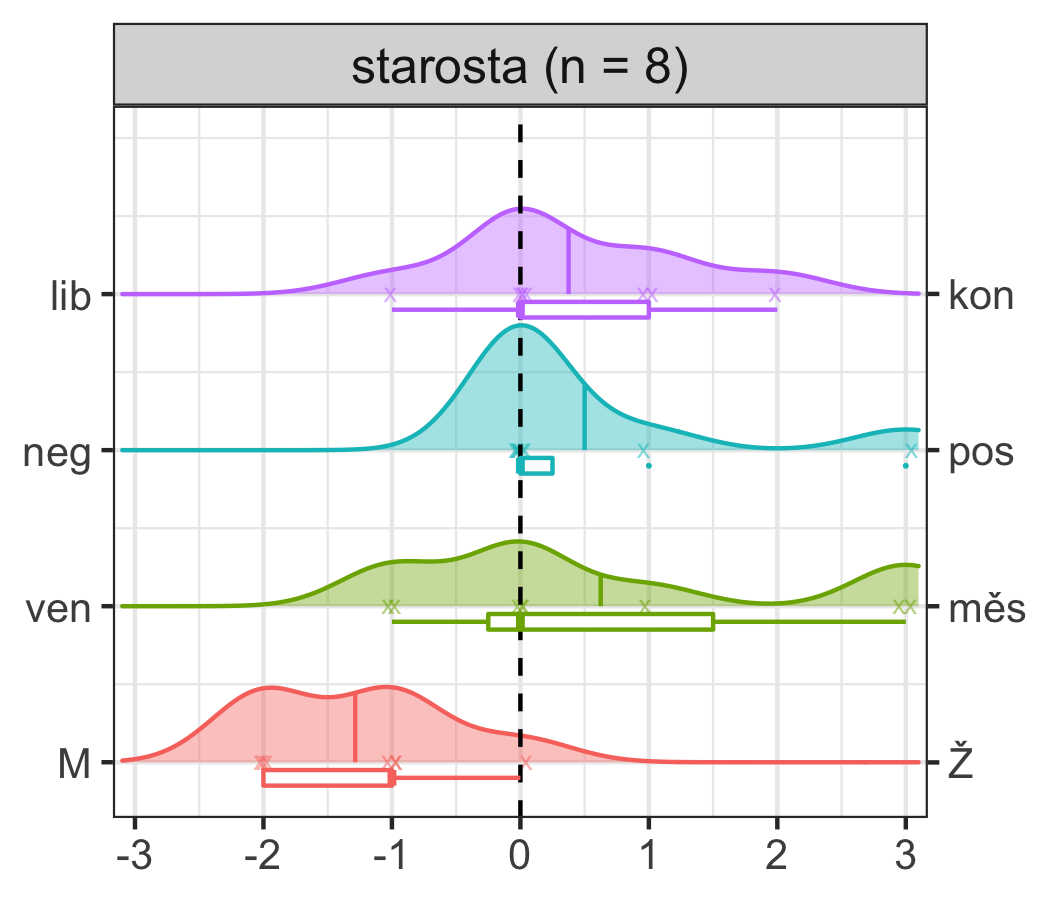 starosta (n = 8)
lib kon
neg pos
ven měs
M Ž
-3 -2 -1 0 1 2 3